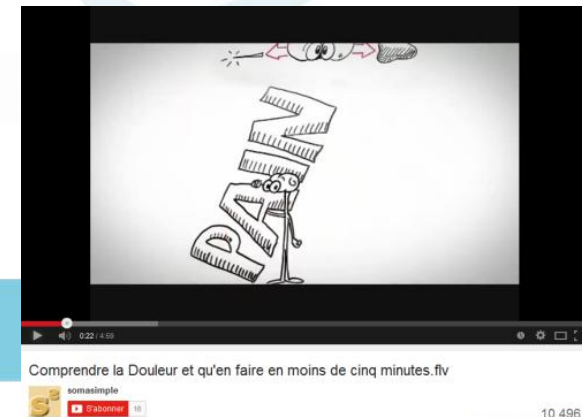 PAIN
0:22 / 4:59
Comprendre la Douleur et qu'en faire en moins de cinq minutes.flv
S²
somasimple
S'abonner 18
10 496